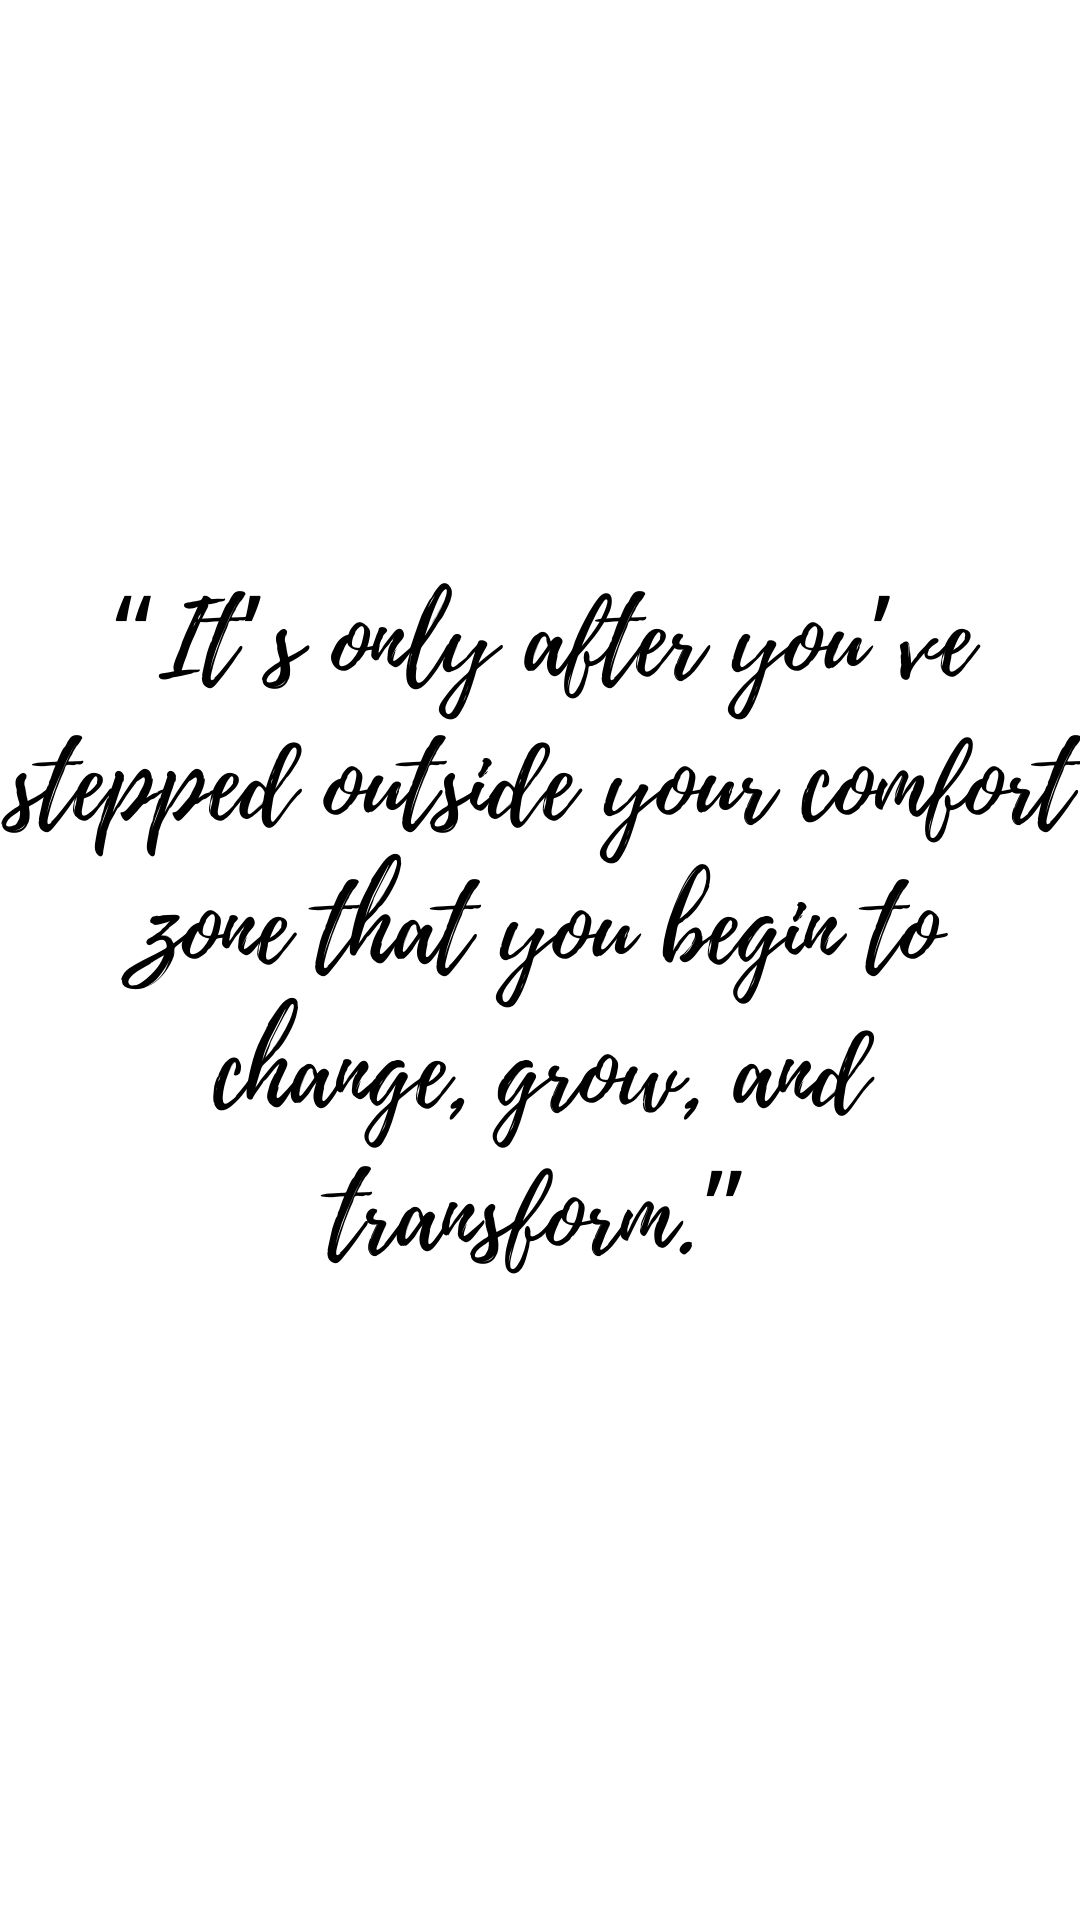 “It's only after you've
stepped outside your comfort
zone that you begin to
change, grow, and
transform.”